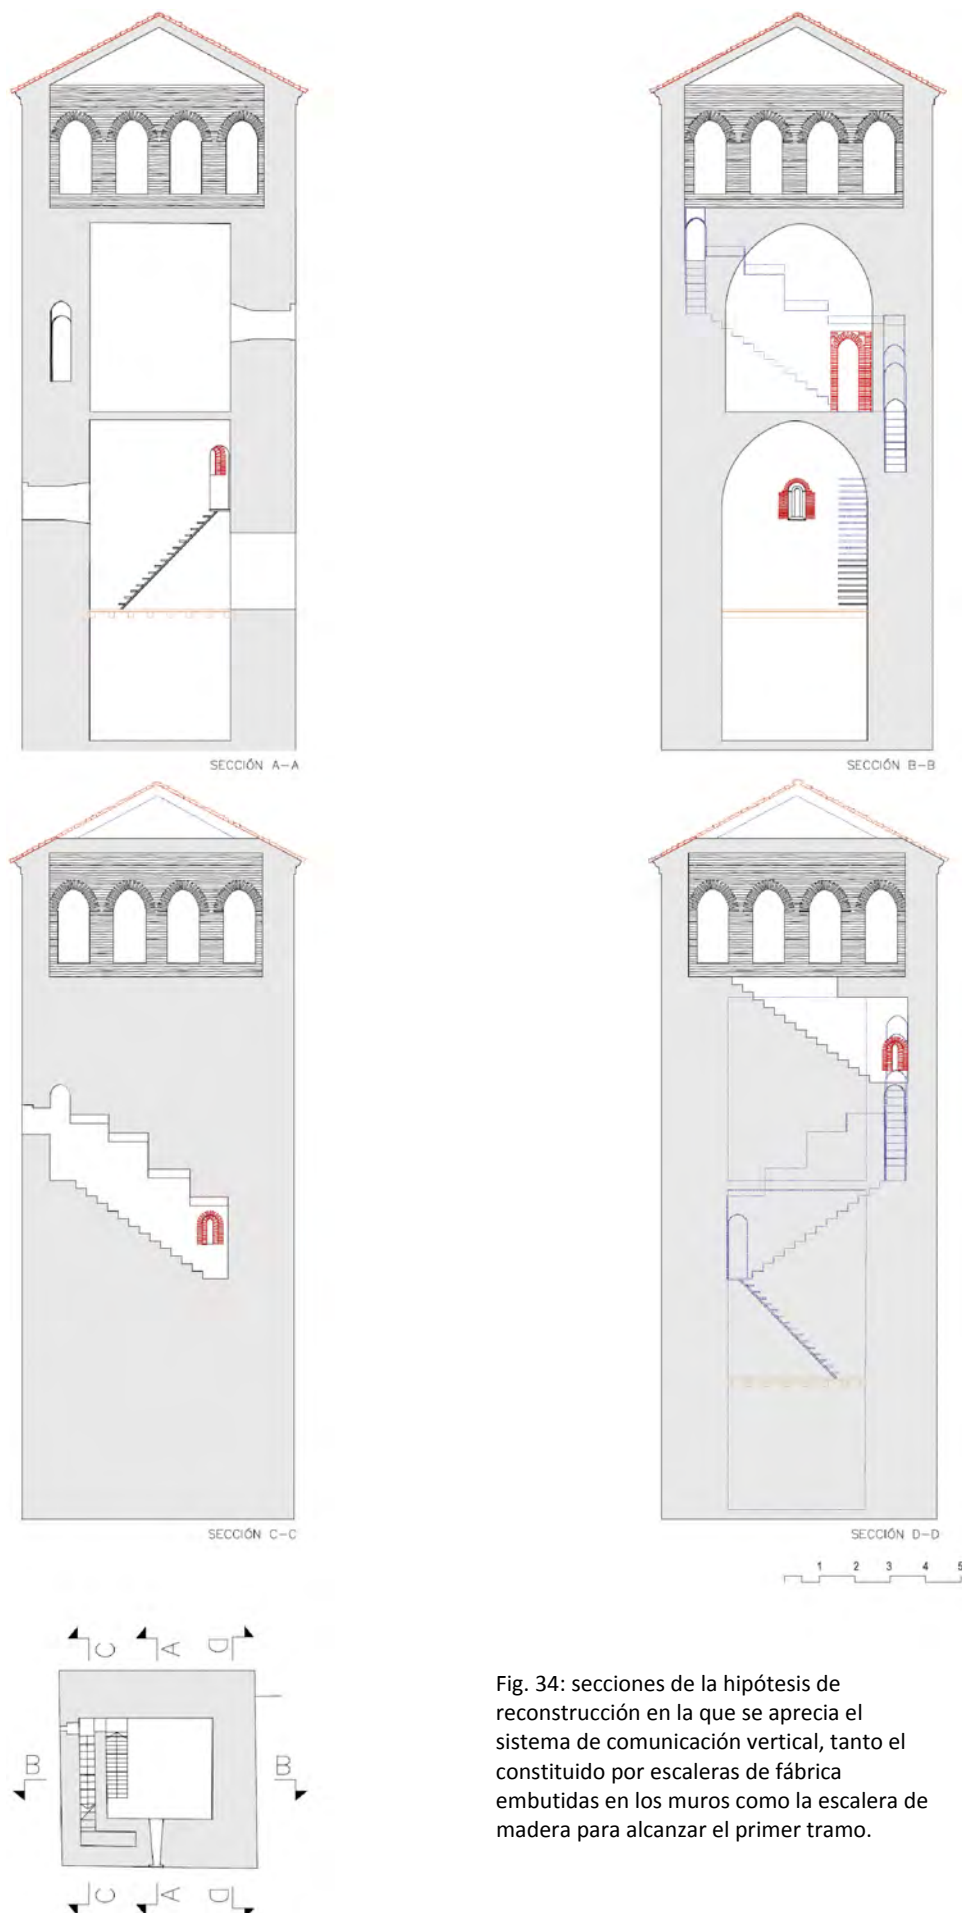 SECCIÓN A-A
SECCIÓN B-B
SECCIÓN C-C
SECCIÓN D-D
1 2 3 4 5
C A D
B B
C A D
Fig. 34: secciones de la hipótesis de
reconstrucción en la que se aprecia el
sistema de comunicación vertical, tanto el
constituido por escaleras de fábrica
embutidas en los muros como la escalera de
madera para alcanzar el primer tramo.